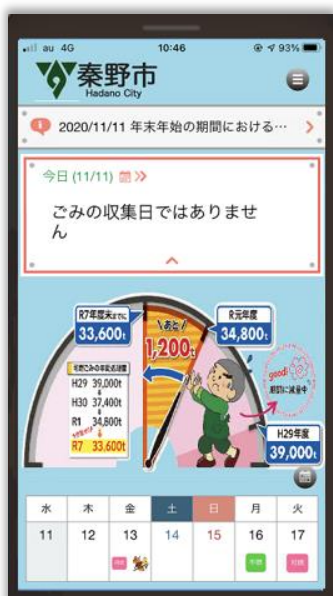 au 4G 10:46 93%
秦野市
Hadano City
2020/11/11 年末年始の期間における…
今日 (11/11)
ごみの収集日ではありませ
ん
R7年度末までに
33,600t
あと
1,200t
R元年度
34,800t
可燃ごみの年間処理量
H29 39,000t
H30 37,400t
R1 34,800t
R7 33,600t
good!
順調に減量中
H29年度
39,000t
水 木 金 土 日 月 火
11 12 13 14 15 16 17